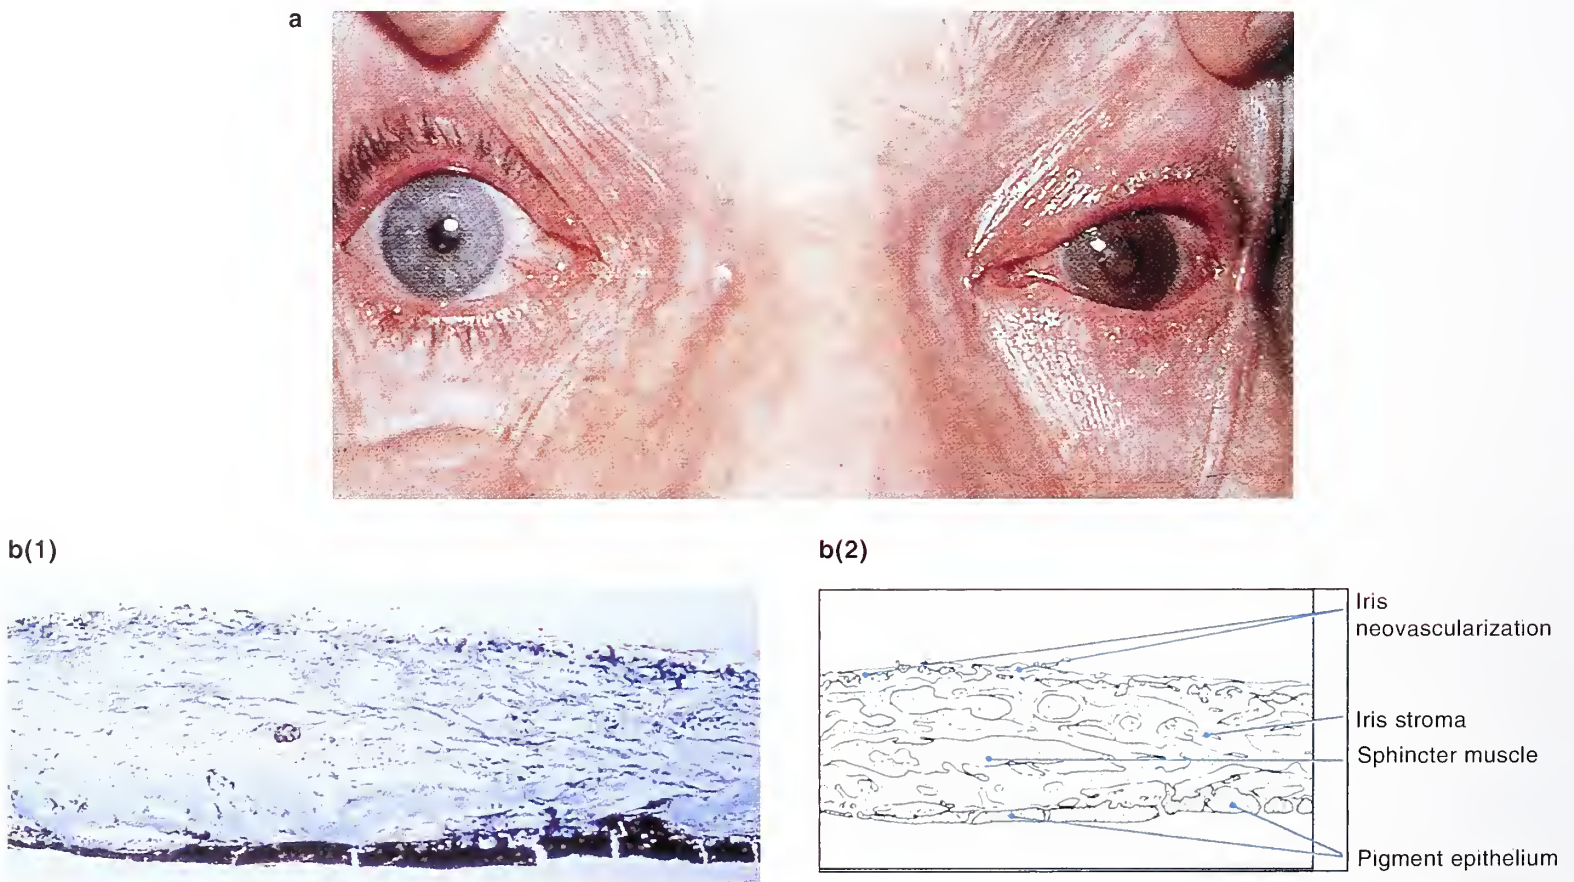 a
b(1)
b(2)
Iris
neovascularization
Iris stroma
Sphincter muscle
Pigment epithelium